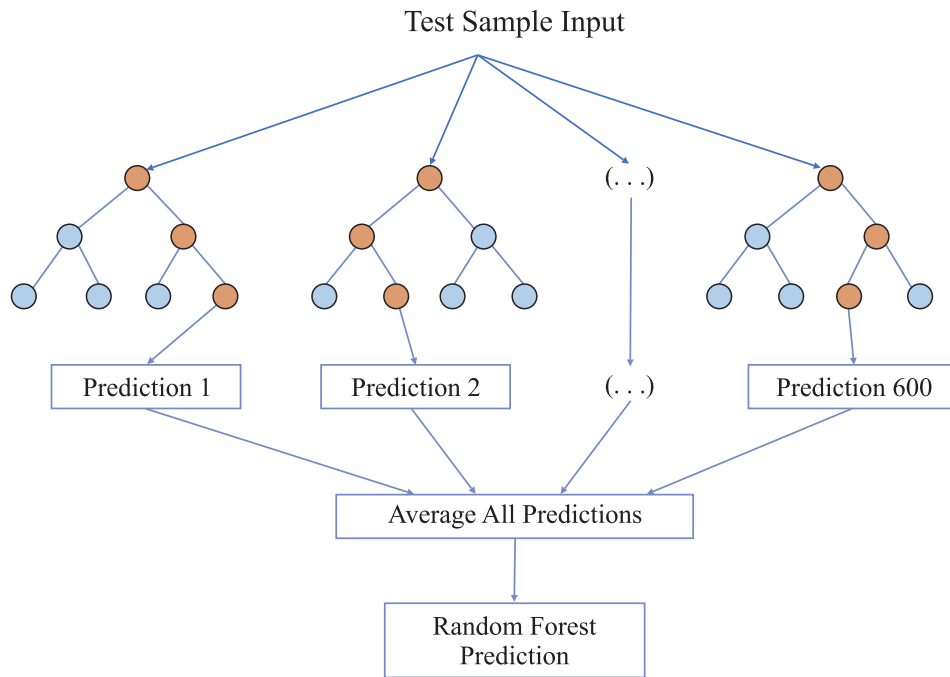 Test Sample Input
(. . .)
(. . .)
Prediction 1
Prediction 2
Prediction 600
Average All Predictions
Random Forest
Prediction